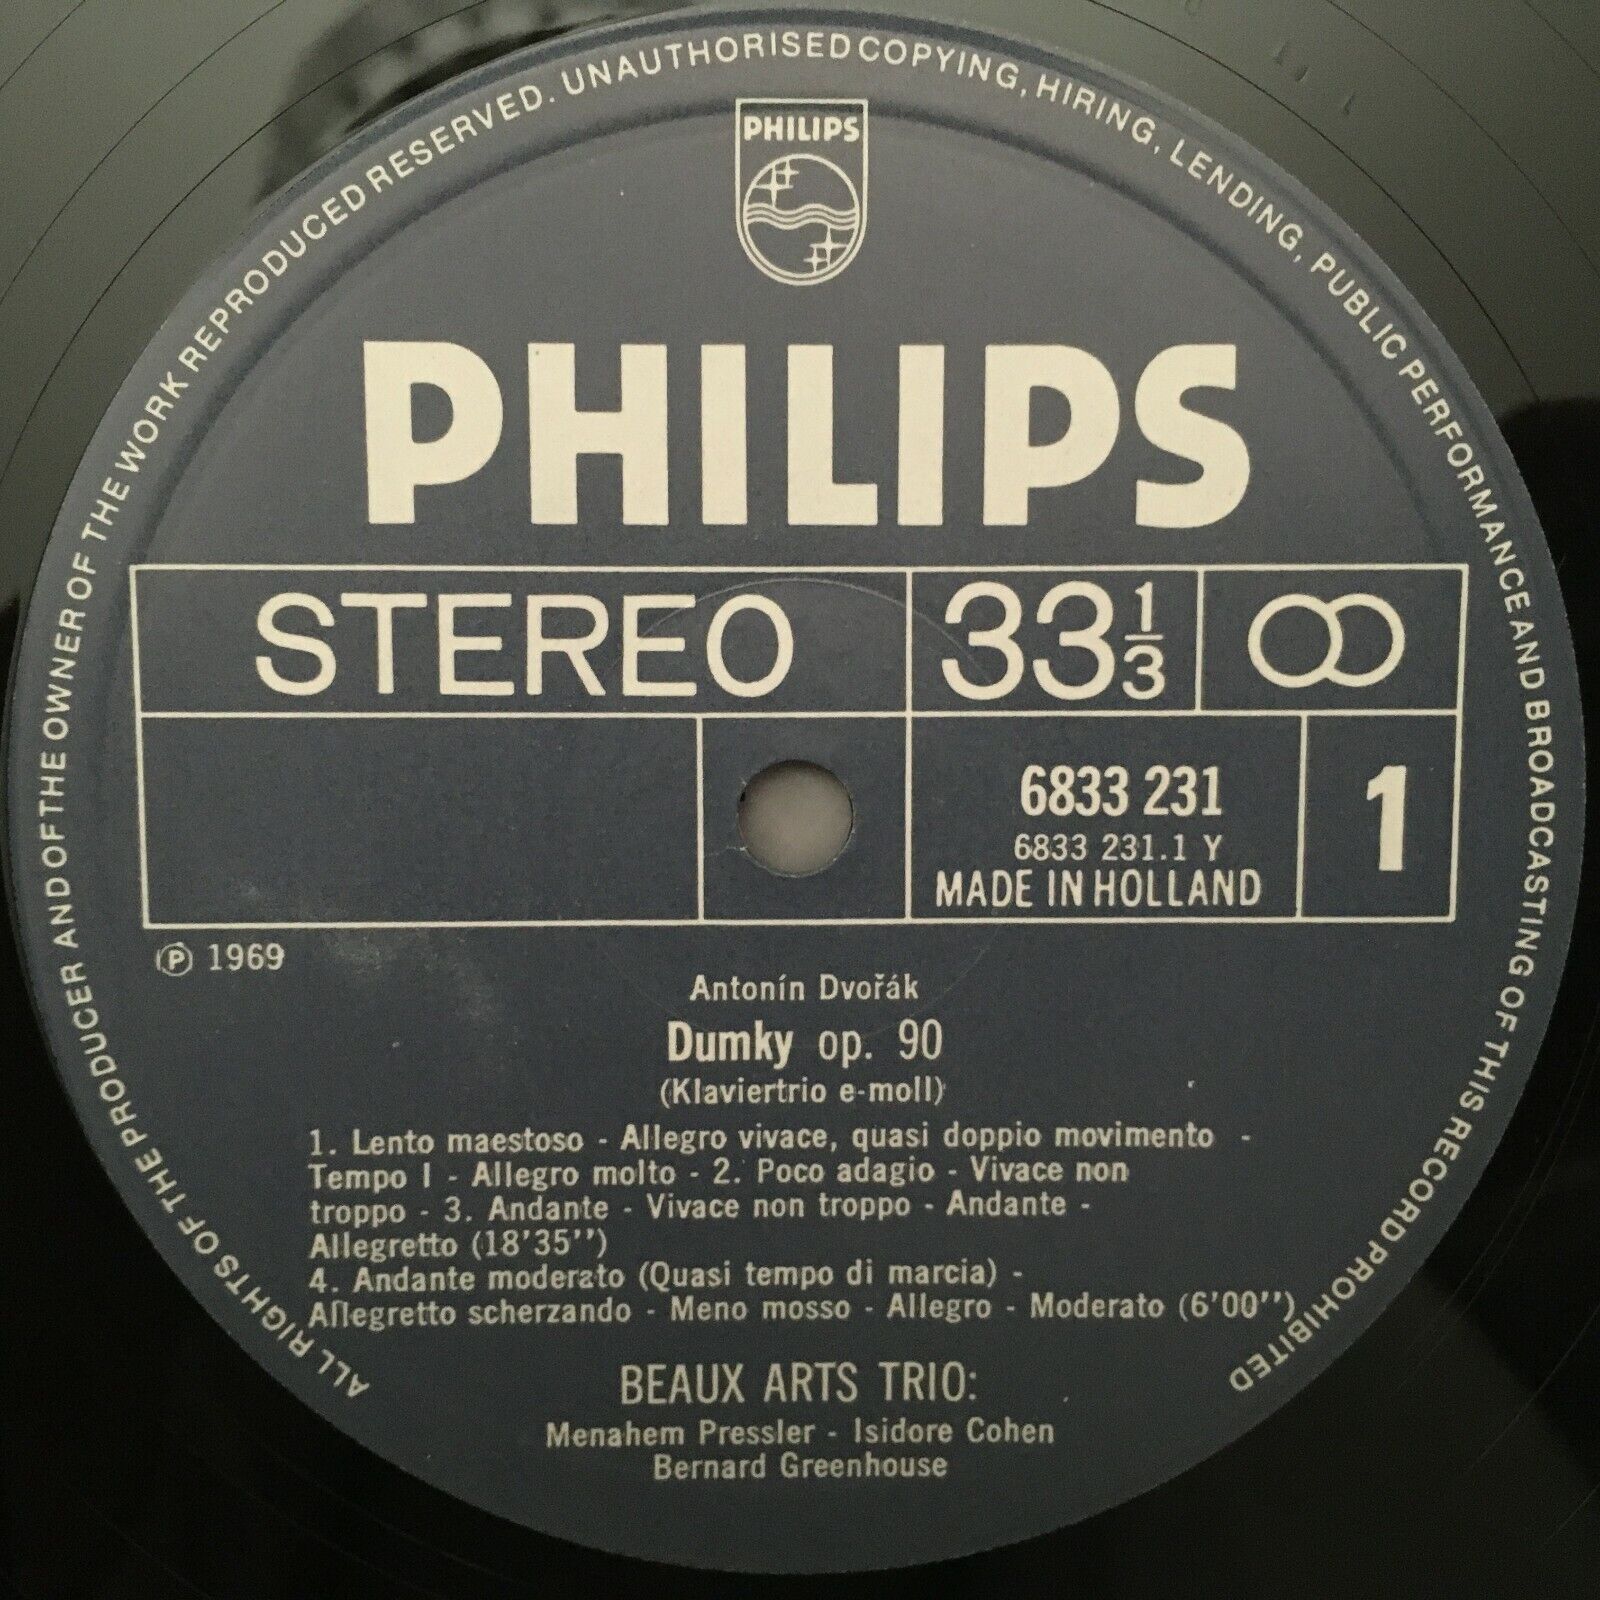 ALL RIGHTS OF THE PRODUCER AND OF THE OWNER OF THE WORK REPRODUCED RESERVED. UNAUTHORISED COPYING, HIRING, LENDING, PUBLIC PERFORMANCE AND BROADCASTING OF THIS RECORD PROHIBITED
PHILIPS
PHILIPS
STEREO 33 1/3
6833 231
6833 231.1 Y
MADE IN HOLLAND
1
Ⓟ 1969
Antonín Dvořák
Dumky op. 90
(Klaviertrio e-moll)
1. Lento maestoso - Allegro vivace, quasi doppio movimento -
Tempo I - Allegro molto - 2. Poco adagio - Vivace non
troppo - 3. Andante - Vivace non troppo - Andante -
Allegretto (18'35'')
4. Andante moderato (Quasi tempo di marcia) -
Allegretto scherzando - Meno mosso - Allegro - Moderato (6'00'')
BEAUX ARTS TRIO:
Menahem Pressler - Isidore Cohen
Bernard Greenhouse